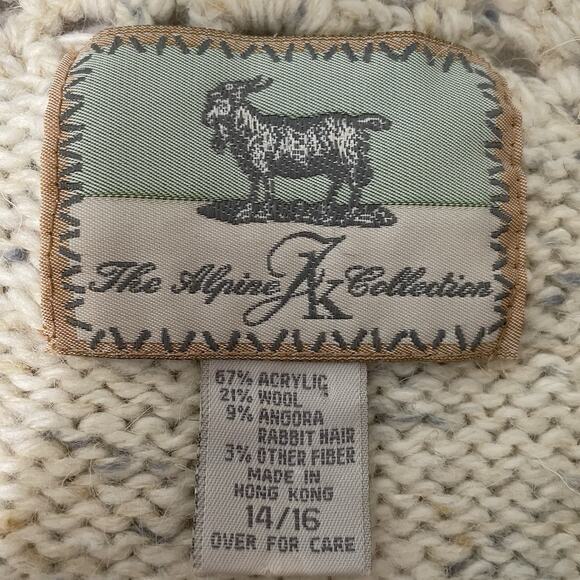 The Alpine JK Collection
67% ACRYLIC
21% WOOL
9% ANGORA
RABBIT HAIR
3% OTHER FIBER
MADE IN
HONG KONG
14/16
OVER FOR CARE